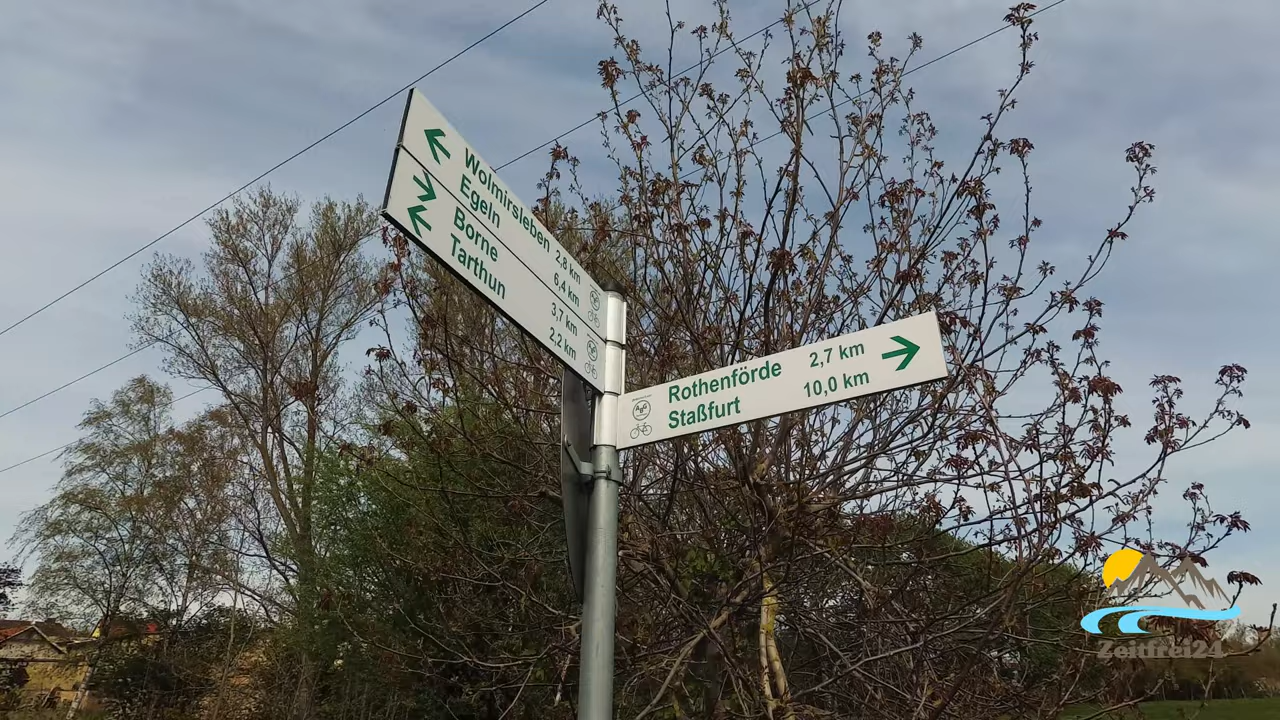 Wolmirsleben 2,8 km
Egeln 6,4 km
Borne 3,7 km
Tarthun 2,2 km
Rothenförde 2,7 km
Staßfurt 10,0 km
Zeitfrei24